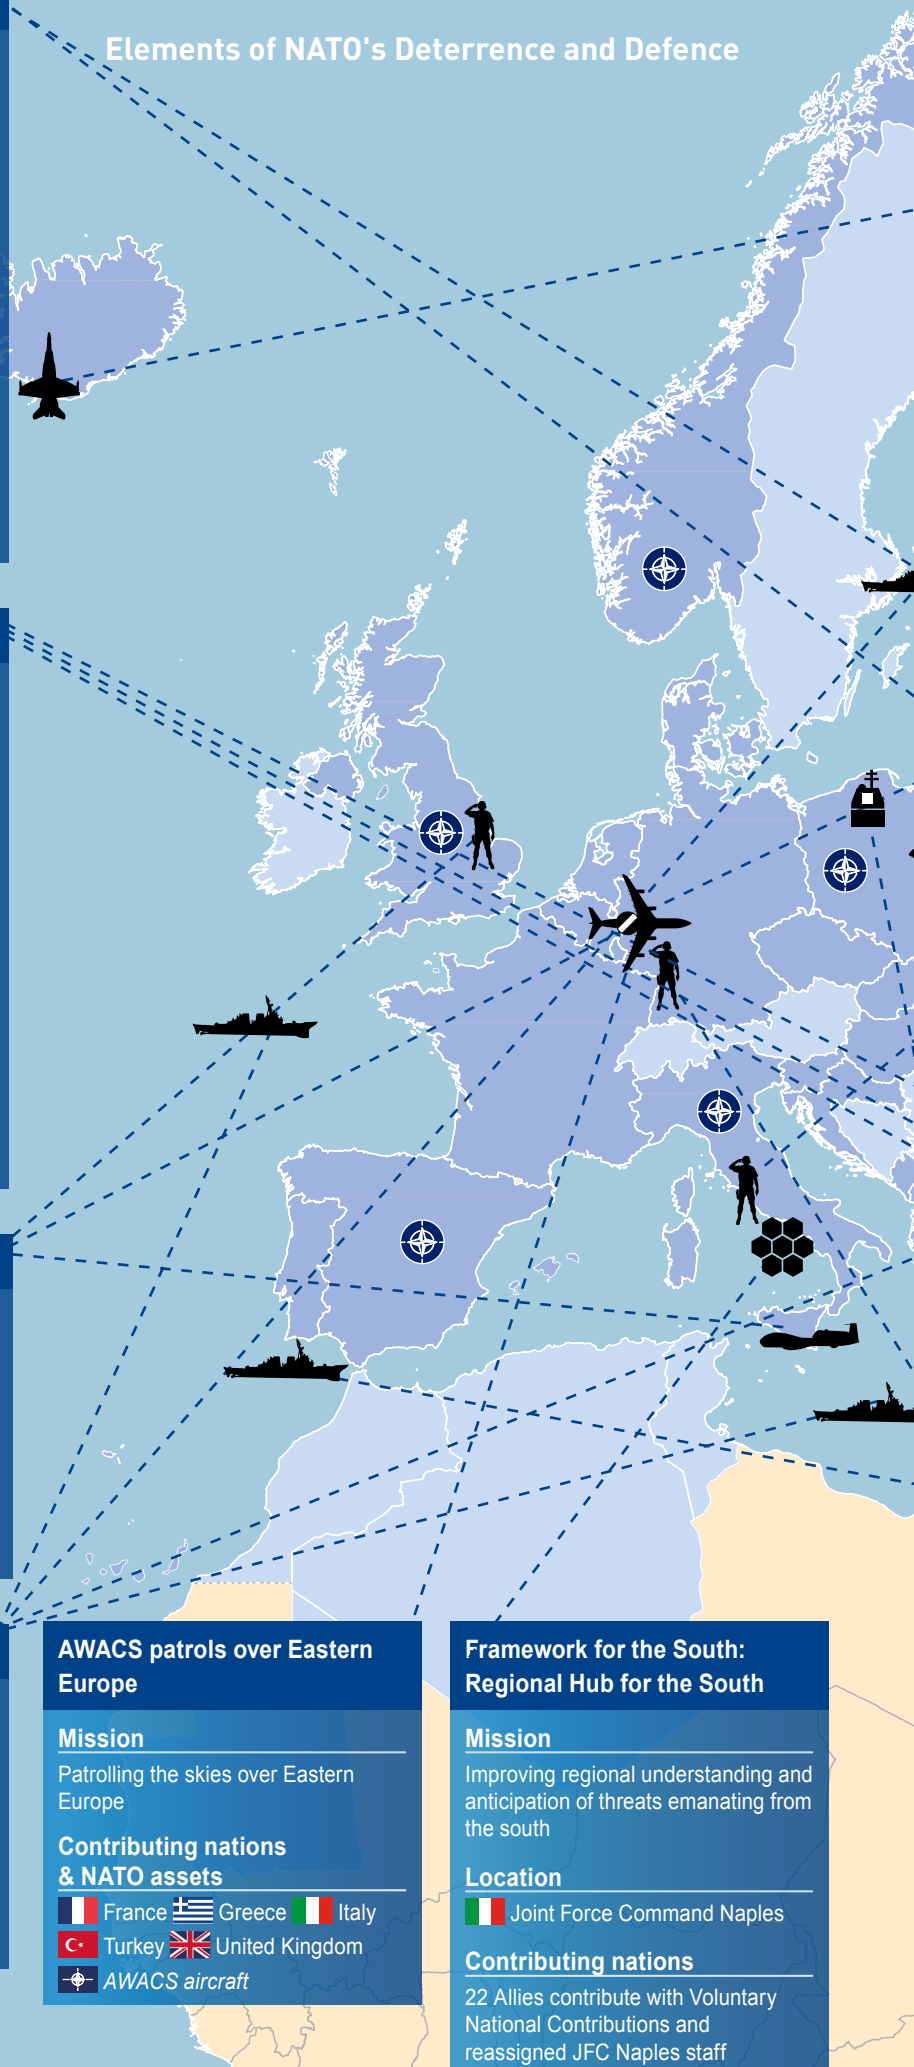 Elements of NATO's Deterrence and Defence
AWACS patrols over Eastern
Europe
Mission
Patrolling the skies over Eastern
Europe
Contributing nations
& NATO assets
France Greece Italy
Turkey United Kingdom
AWACS aircraft
Framework for the South:
Regional Hub for the South
Mission
Improving regional understanding and
anticipation of threats emanating from
the south
Location
Joint Force Command Naples
Contributing nations
22 Allies contribute with Voluntary
National Contributions and
reassigned JFC Naples staff